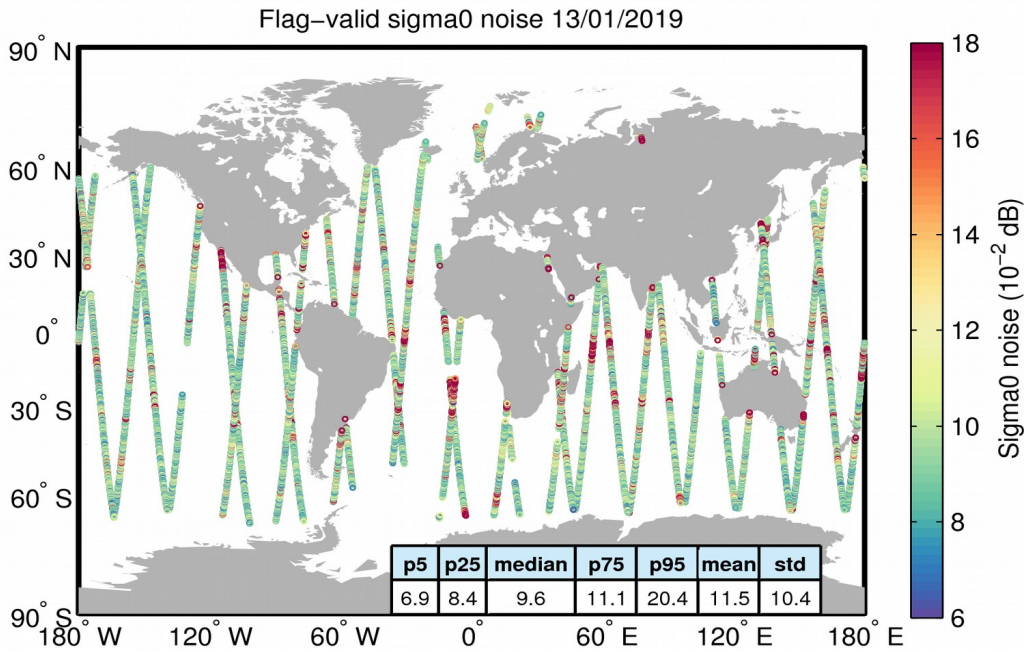 Flag−valid sigma0 noise 13/01/2019
90° N
60° N
30° N
0°
30° S
60° S
90° S
180° W 120° W 60° W 0° 60° E 120° E 180° E
p5 p25 median p75 p95 mean std
6.9 8.4 9.6 11.1 20.4 11.5 10.4
18
16
14
12
10
8
6
Sigma0 noise (10⁻² dB)